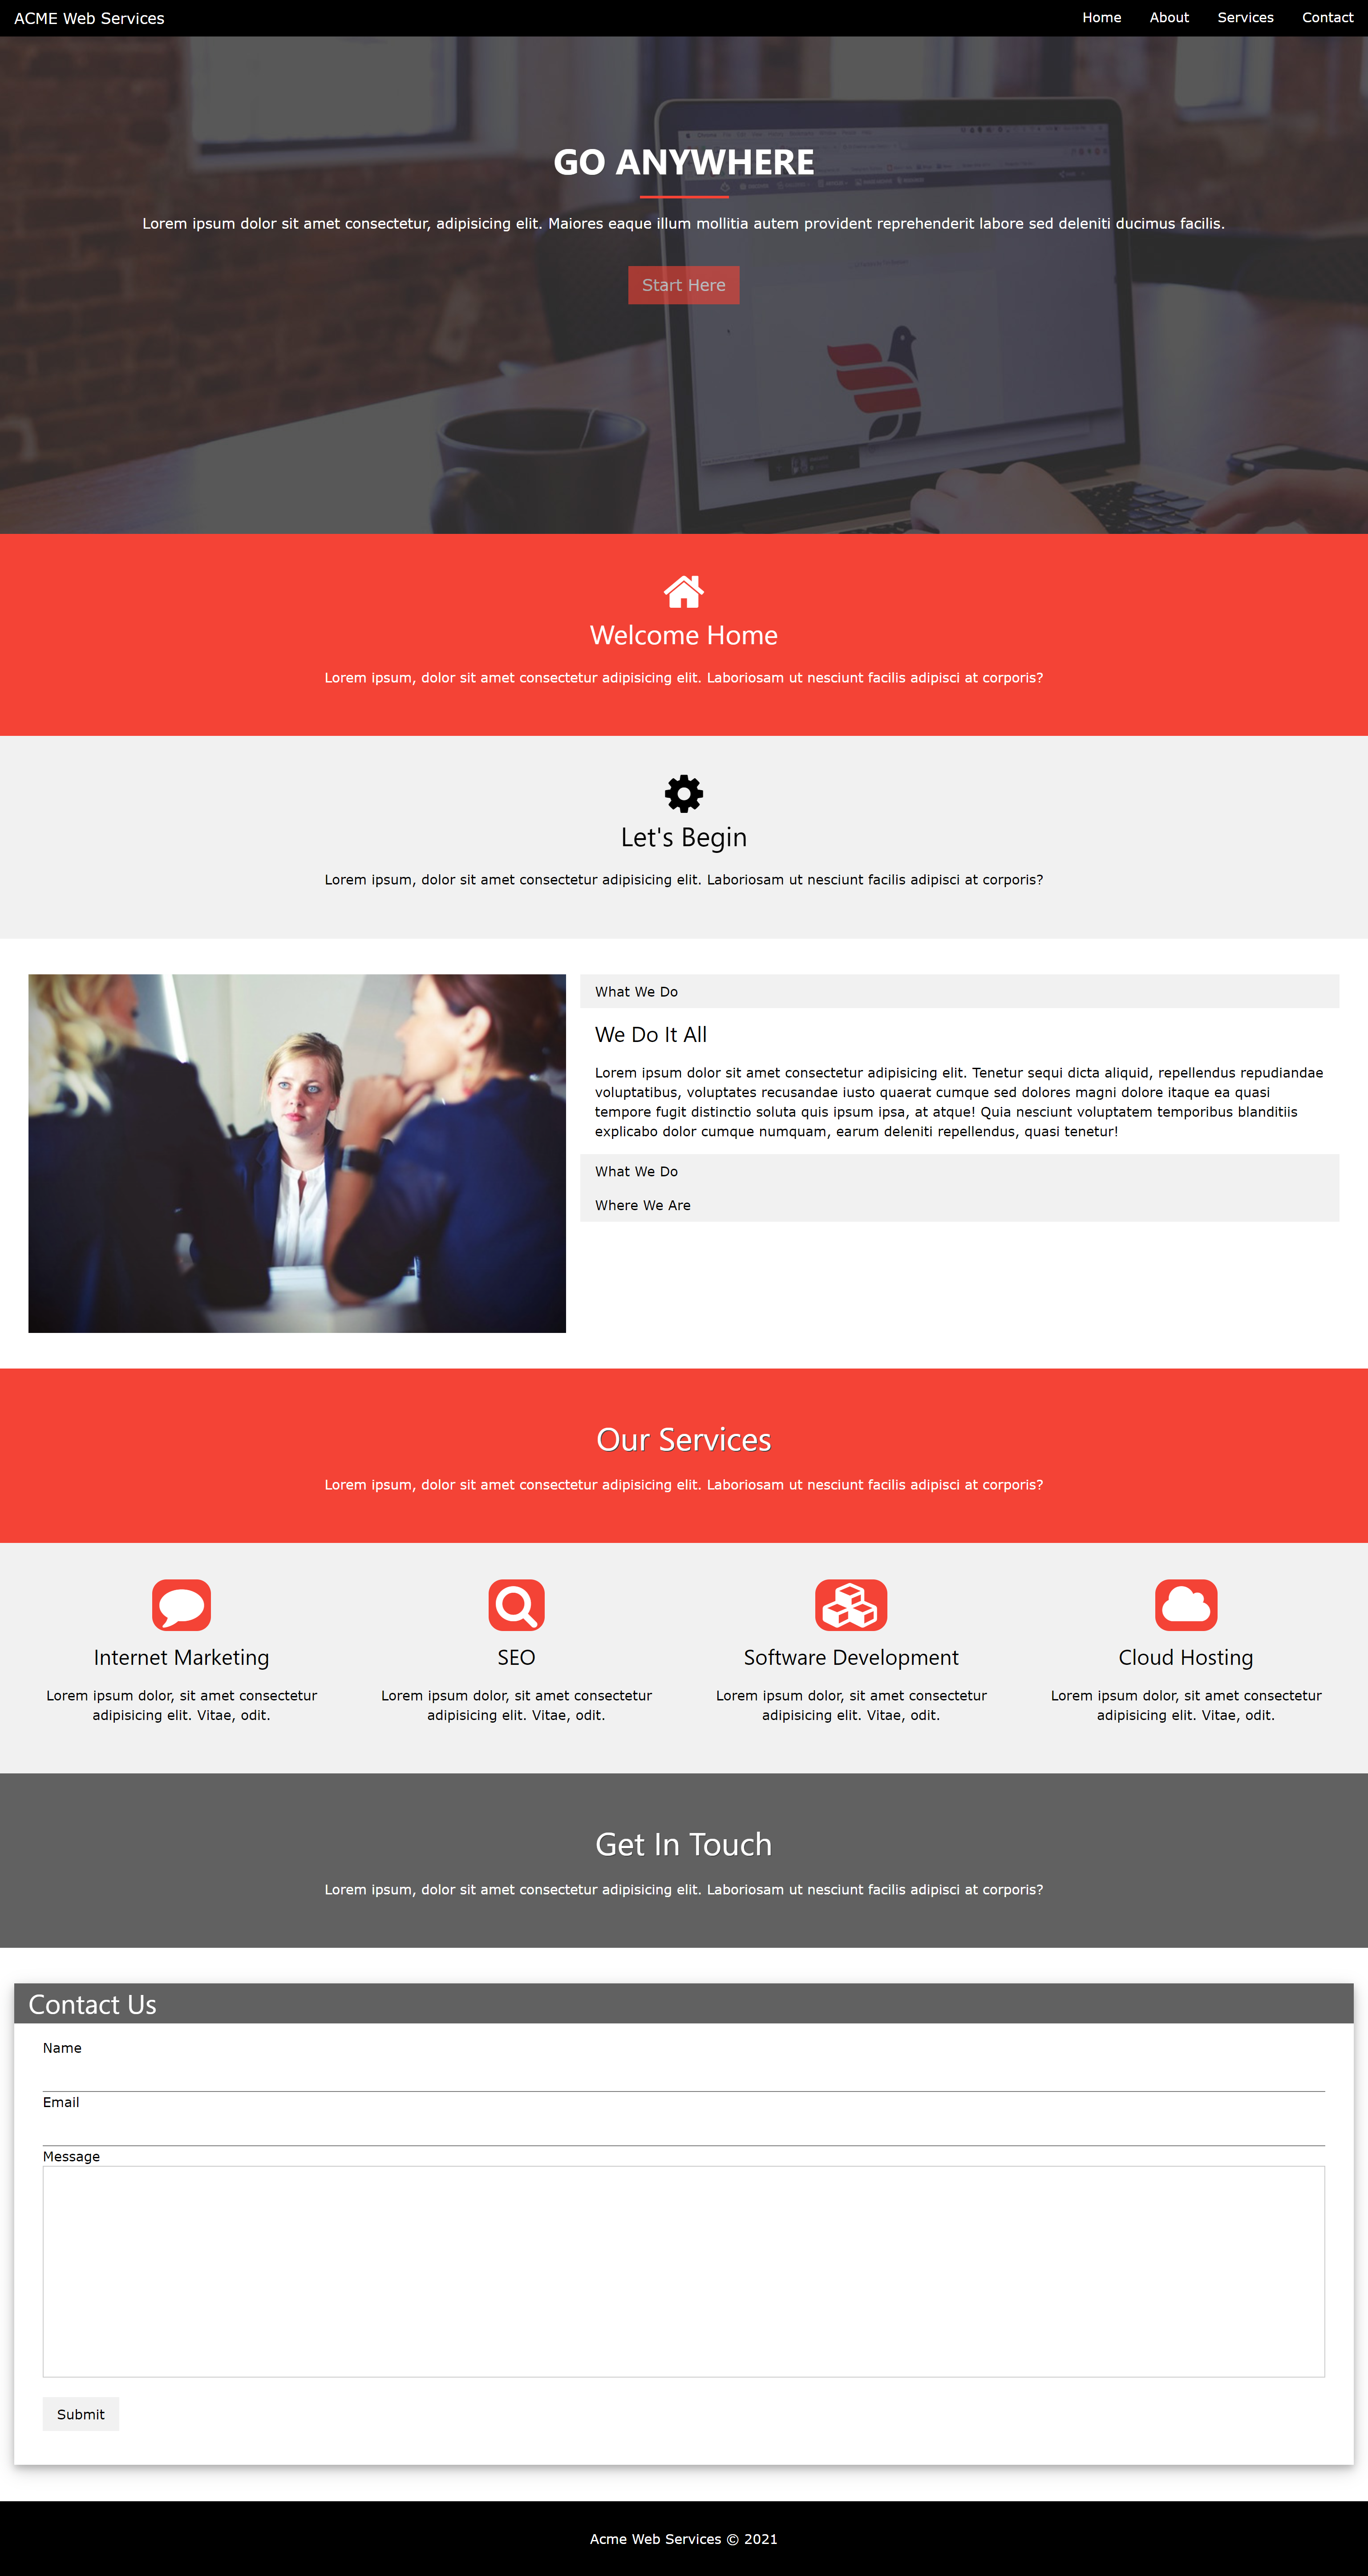 ACME Web Services
Home
About
Services
Contact
GO ANYWHERE
Lorem ipsum dolor sit amet consectetur, adipisicing elit. Maiores eaque illum mollitia autem provident reprehenderit labore sed deleniti ducimus facilis.
Start Here
Welcome Home
Lorem ipsum, dolor sit amet consectetur adipisicing elit. Laboriosam ut nesciunt facilis adipisci at corporis?
Let's Begin
Lorem ipsum, dolor sit amet consectetur adipisicing elit. Laboriosam ut nesciunt facilis adipisci at corporis?
What We Do
We Do It All
Lorem ipsum dolor sit amet consectetur adipisicing elit. Tenetur sequi dicta aliquid, repellendus repudiandae
voluptatibus, voluptates recusandae iusto quaerat cumque sed dolores magni dolore itaque ea quasi
tempore fugit distinctio soluta quis ipsum ipsa, at atque! Quia nesciunt voluptatem temporibus blanditiis
explicabo dolor cumque numquam, earum deleniti repellendus, quasi tenetur!
What We Do
Where We Are
Our Services
Lorem ipsum, dolor sit amet consectetur adipisicing elit. Laboriosam ut nesciunt facilis adipisci at corporis?
Internet Marketing
Lorem ipsum dolor, sit amet consectetur
adipisicing elit. Vitae, odit.
SEO
Lorem ipsum dolor, sit amet consectetur
adipisicing elit. Vitae, odit.
Software Development
Lorem ipsum dolor, sit amet consectetur
adipisicing elit. Vitae, odit.
Cloud Hosting
Lorem ipsum dolor, sit amet consectetur
adipisicing elit. Vitae, odit.
Get In Touch
Lorem ipsum, dolor sit amet consectetur adipisicing elit. Laboriosam ut nesciunt facilis adipisci at corporis?
Contact Us
Name
Email
Message
Submit
Acme Web Services © 2021